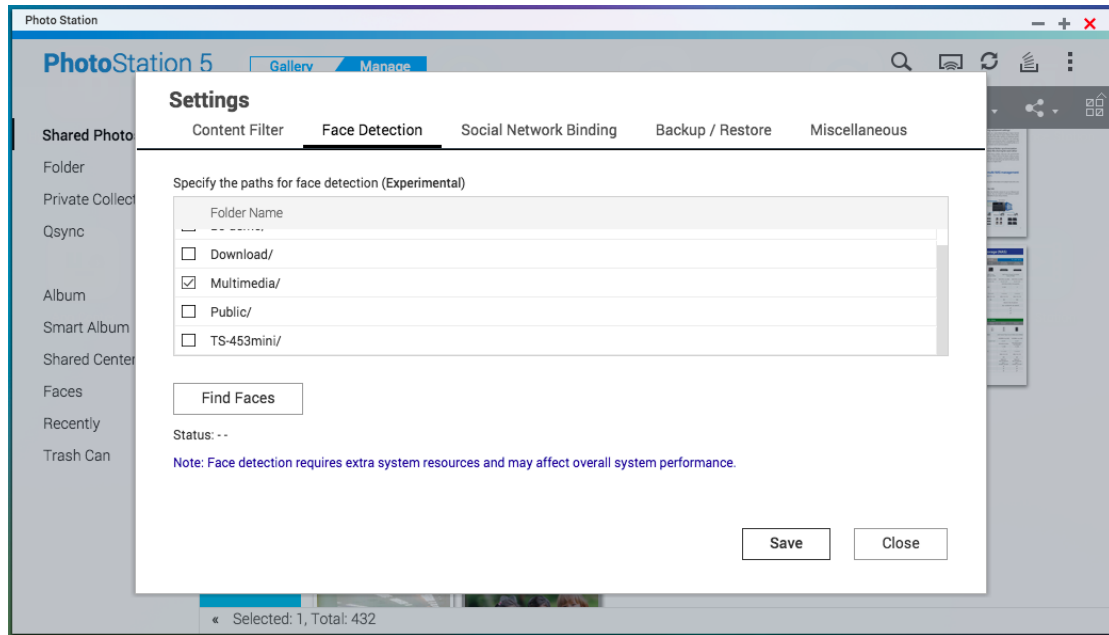 Photo Station
PhotoStation 5
Gallery
Manage
Settings
Content Filter
Face Detection
Social Network Binding
Backup / Restore
Miscellaneous
Shared Photo
Folder
Private Collect
Qsync
Album
Smart Album
Shared Center
Faces
Recently
Trash Can
Specify the paths for face detection (Experimental)
Folder Name
Download/
Multimedia/
Public/
TS-453mini/
Find Faces
Status: - -
Note: Face detection requires extra system resources and may affect overall system performance.
Save
Close
« Selected: 1, Total: 432